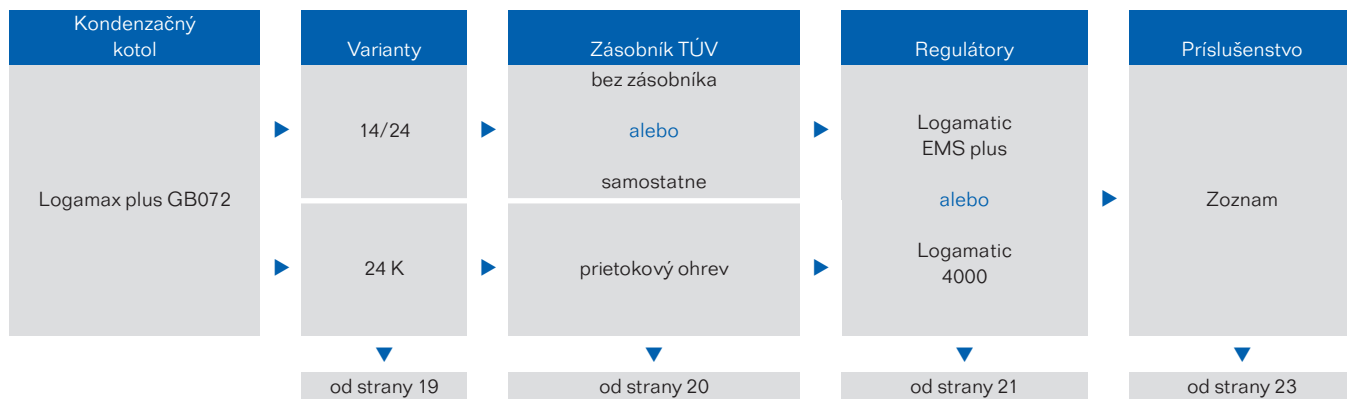 Kondenzačný
kotol
Varianty
Zásobník TÚV
Regulátory
Príslušenstvo
Logamax plus GB072
14/24
24 K
bez zásobníka
alebo
samostatne
prietokový ohrev
Logamatic
EMS plus
alebo
Logamatic
4000
Zoznam
od strany 19
od strany 20
od strany 21
od strany 23